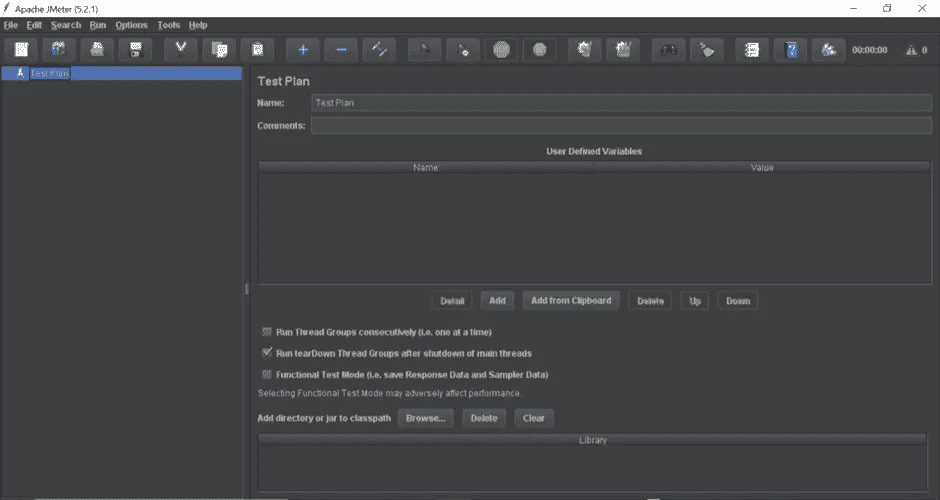 Apache JMeter (5.2.1)
File Edit Search Run Options Tools Help
00:00:00 0
Test Plan
Test Plan
Name: Test Plan
Comments:
User Defined Variables
Name: Value
Detail Add Add from Clipboard Delete Up Down
Run Thread Groups consecutively (i.e. one at a time)
Run tearDown Thread Groups after shutdown of main threads
Functional Test Mode (i.e. save Response Data and Sampler Data)
Selecting Functional Test Mode may adversely affect performance.
Add directory or jar to classpath Browse... Delete Clear
Library